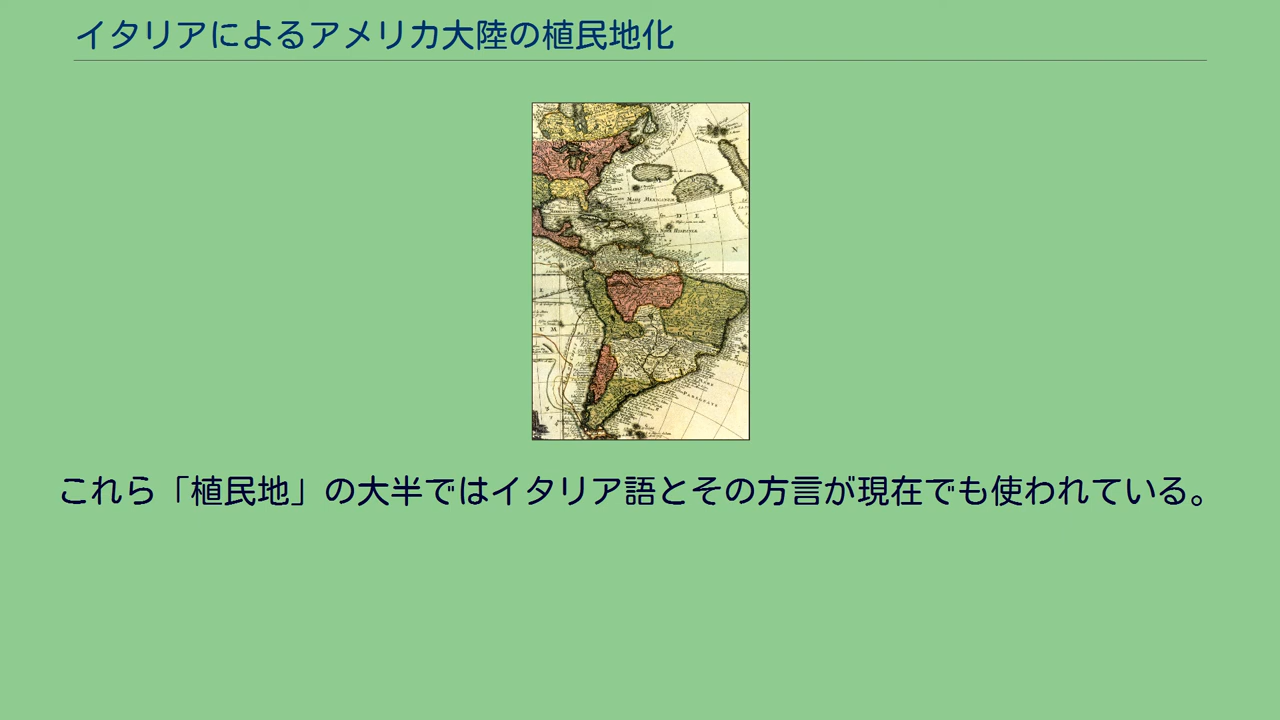 イタリアによるアメリカ大陸の植民地化
これら「植民地」の大半ではイタリア語とその方言が現在でも使われている。